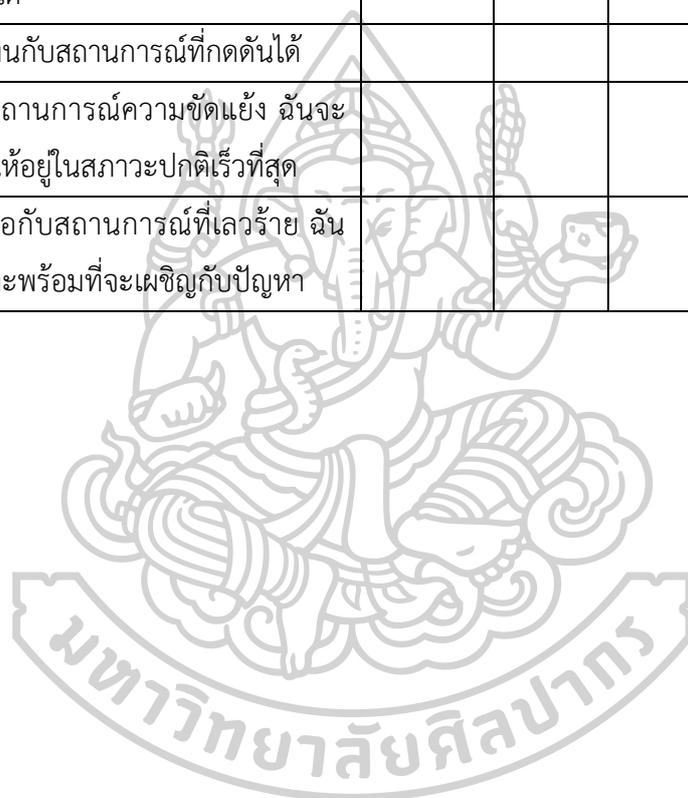 นกับสถานการณ์ที่กดดันได้
ถานการณ์ความขัดแย้ง ฉันจะ
ห้อยู่ในสภาวะปกติเร็วที่สุด
อกับสถานการณ์ที่เลวร้าย ฉัน
ะพร้อมที่จะเผชิญกับปัญหา
มหาวิทยาลัยศิลปากร